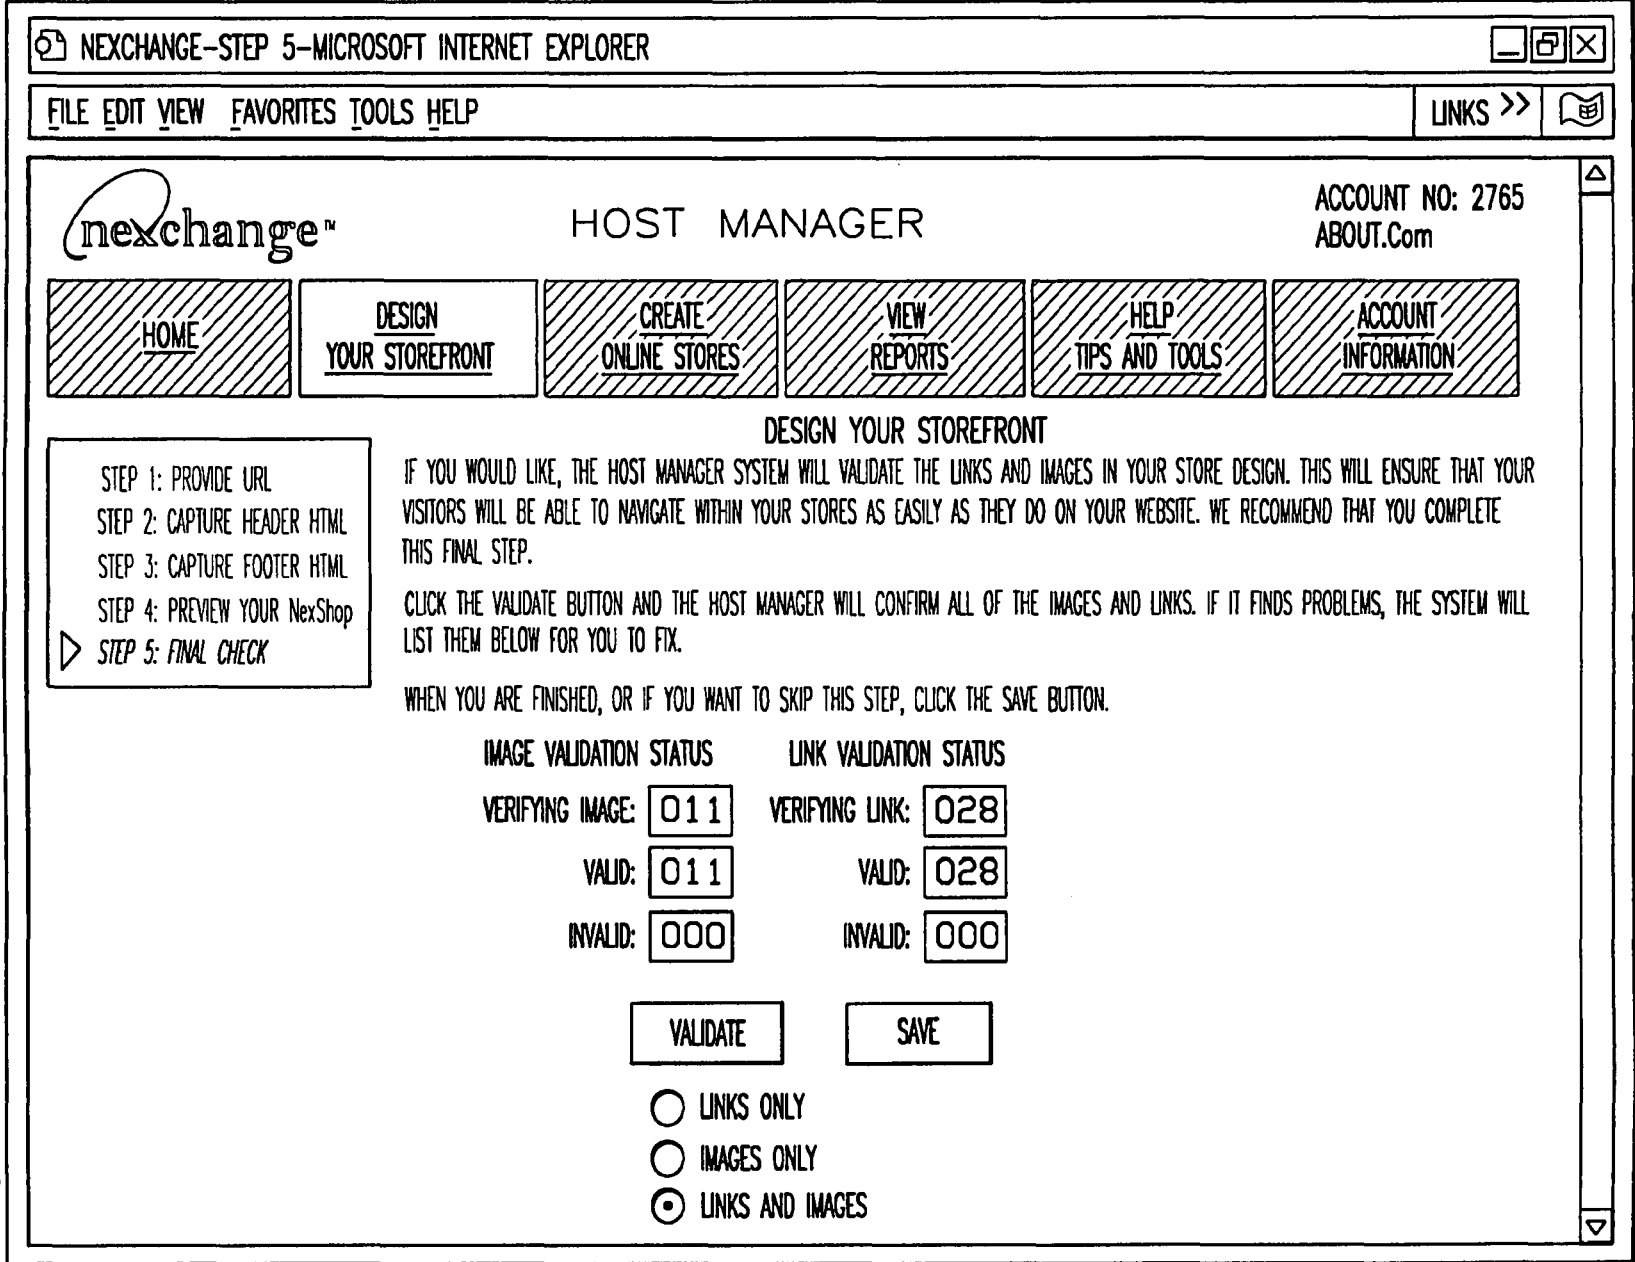 NEXCHANGE-STEP 5-MICROSOFT INTERNET EXPLORER
FILE EDIT VIEW FAVORITES TOOLS HELP LINKS >>
nexchange™ HOST MANAGER
ACCOUNT NO: 2765
ABOUT.Com
HOME
DESIGN
YOUR STOREFRONT
CREATE
ONLINE STORES
VIEW
REPORTS
HELP
TIPS AND TOOLS
ACCOUNT
INFORMATION
STEP 1: PROVIDE URL
STEP 2: CAPTURE HEADER HTML
STEP 3: CAPTURE FOOTER HTML
STEP 4: PREVIEW YOUR NexShop
STEP 5: FINAL CHECK
DESIGN YOUR STOREFRONT
IF YOU WOULD LIKE, THE HOST MANAGER SYSTEM WILL VALIDATE THE LINKS AND IMAGES IN YOUR STORE DESIGN. THIS WILL ENSURE THAT YOUR
VISITORS WILL BE ABLE TO NAVIGATE WITHIN YOUR STORES AS EASILY AS THEY DO ON YOUR WEBSITE. WE RECOMMEND THAT YOU COMPLETE
THIS FINAL STEP.
CLICK THE VALIDATE BUTTON AND THE HOST MANAGER WILL CONFIRM ALL OF THE IMAGES AND LINKS. IF IT FINDS PROBLEMS, THE SYSTEM WILL
LIST THEM BELOW FOR YOU TO FIX.
WHEN YOU ARE FINISHED, OR IF YOU WANT TO SKIP THIS STEP, CLICK THE SAVE BUTTON.
IMAGE VALIDATION STATUS LINK VALIDATION STATUS
VERIFYING IMAGE: 011 VERIFYING LINK: 028
VALID: 011 VALID: 028
INVALID: 000 INVALID: 000
VALIDATE SAVE
LINKS ONLY
IMAGES ONLY
LINKS AND IMAGES